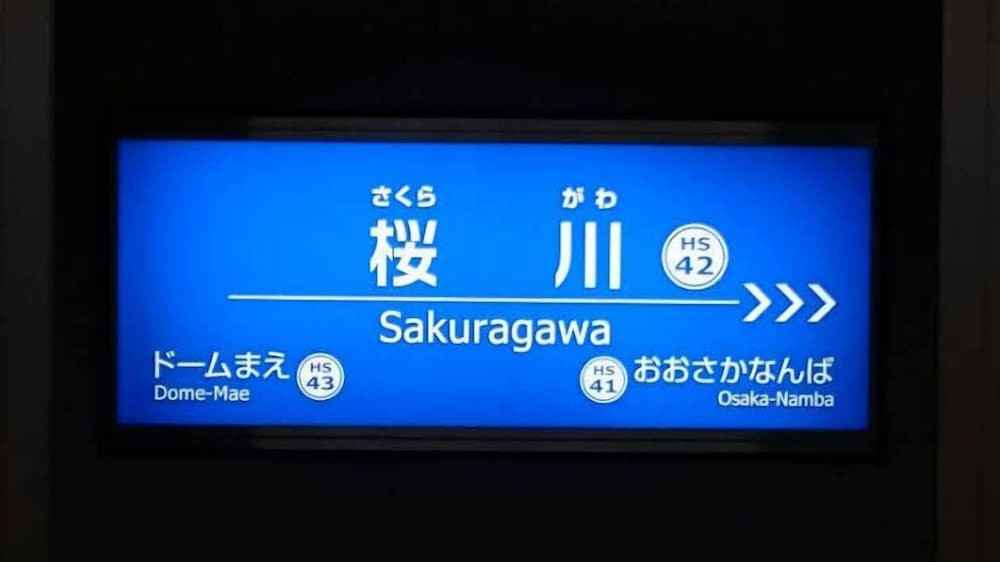 さくら がわ
桜 川 HS 42
>>>
Sakuragawa
ドームまえ HS 43
Dome-Mae
HS 41 おおさかなんば
Osaka-Namba